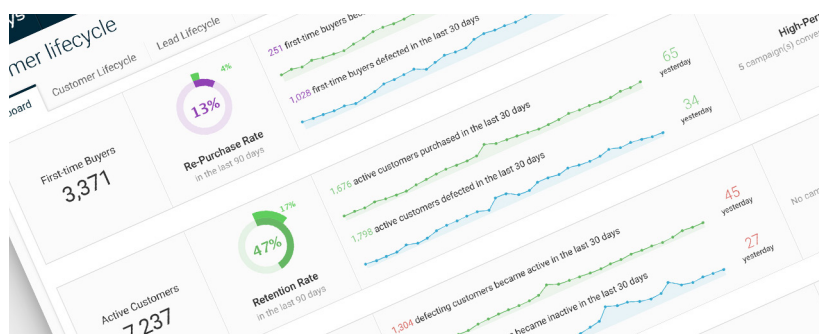 mer lifecycle
board
Customer Lifecycle
Lead Lifecycle
First-time Buyers
3,371
4%
13%
Re-Purchase Rate
in the last 90 days
251 first-time buyers
1,028 first-time buyers defected in the last 30 days
65
yesterday
34
yesterday
High-Per
5 campaign(s) conve
Active Customers
7,237
17%
47%
Retention Rate
in the last 90 days
1,676 active customers purchased in the last 30 days
1,798 active customers defected in the last 30 days
45
yesterday
27
yesterday
No cam
1,304 defecting customers became active in the last 30 days
became inactive in the last 30 days